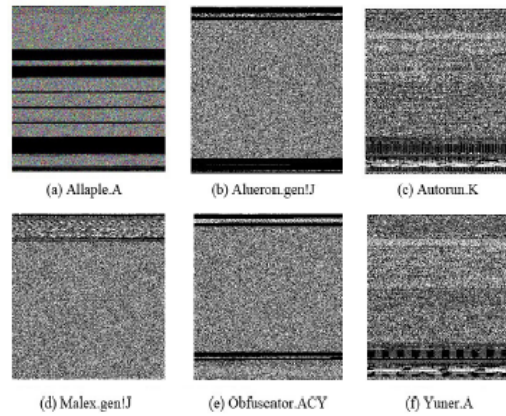 (a) Allaple.A
(b) Alueron.gen!J
(c) Autorun.K
(d) Malex.gen!J
(e) Obfuscator.ACY
(f) Yuner.A